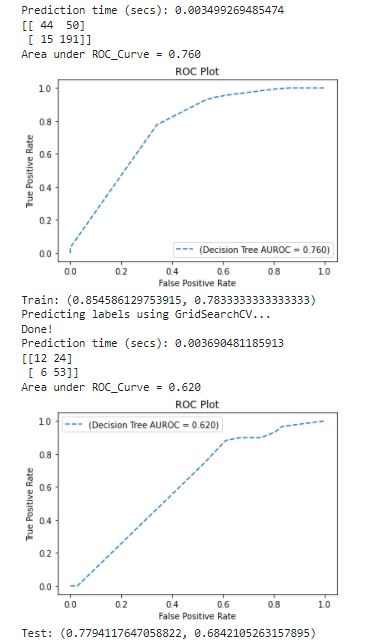 Prediction time (secs): 0.003499269485474
[[ 44 50]
[ 15 191]]
Area under ROC_Curve = 0.760
ROC Plot
1.0
0.8
0.6
0.4
0.2
0.0
True Positive Rate
(Decision Tree AUROC = 0.760)
0.0 0.2 0.4 0.6 0.8 1.0
False Positive Rate
Train: (0.854586129753915, 0.7833333333333333)
Predicting labels using GridSearchCV...
Done!
Prediction time (secs): 0.003690481185913
[[12 24]
[ 6 53]]
Area under ROC_Curve = 0.620
ROC Plot
(Decision Tree AUROC = 0.620)
1.0
0.8
0.6
0.4
0.2
0.0
True Positive Rate
0.0 0.2 0.4 0.6 0.8 1.0
False Positive Rate
Test: (0.7794117647058822, 0.6842105263157895)